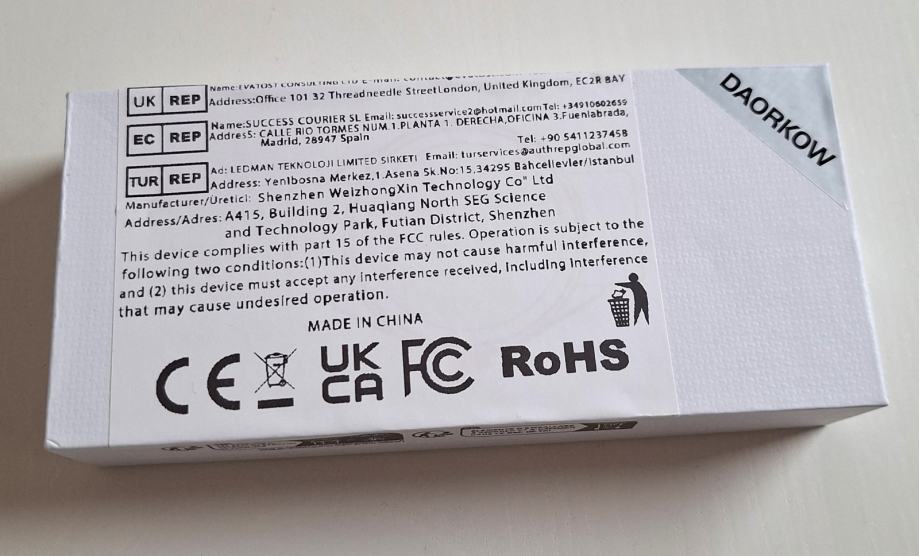 UK REP
Name:EVATOST CONSULTING LTD E-mail:
Address:Office 101 32 Threadneedle StreetLondon, United Kingdom, EC2R 8AY
EC REP
Name:SUCCESS COURIER SL Email: successservice2@hotmail.comTel: +34910602659
Address: CALLE RIO TORMES NUM.1.PLANTA 1. DERECHA,OFICINA 3.Fuenlabrada,
Madrid, 28947 Spain
Tel: +90 5411237458
TUR REP
Ad: LEDMAN TEKNOLOJI LIMITED SIRKETI Email: turservices@authrepglobal.com
Address: Yenibosna Merkez,1.Asena Sk.No:15,34295 Bahcelievler/Istanbul
Manufacturer/Üretici: Shenzhen WeizhongXin Technology Co" Ltd
Address/Adres: A415, Building 2, Huaqiang North SEG Science
and Technology Park, Futian District, Shenzhen
This device complies with part 15 of the FCC rules. Operation is subject to the
following two conditions:(1)This device may not cause harmful interference,
and (2) this device must accept any interference received, including interference
that may cause undesired operation.
MADE IN CHINA
CE UK CA FC RoHS
DAORKOW